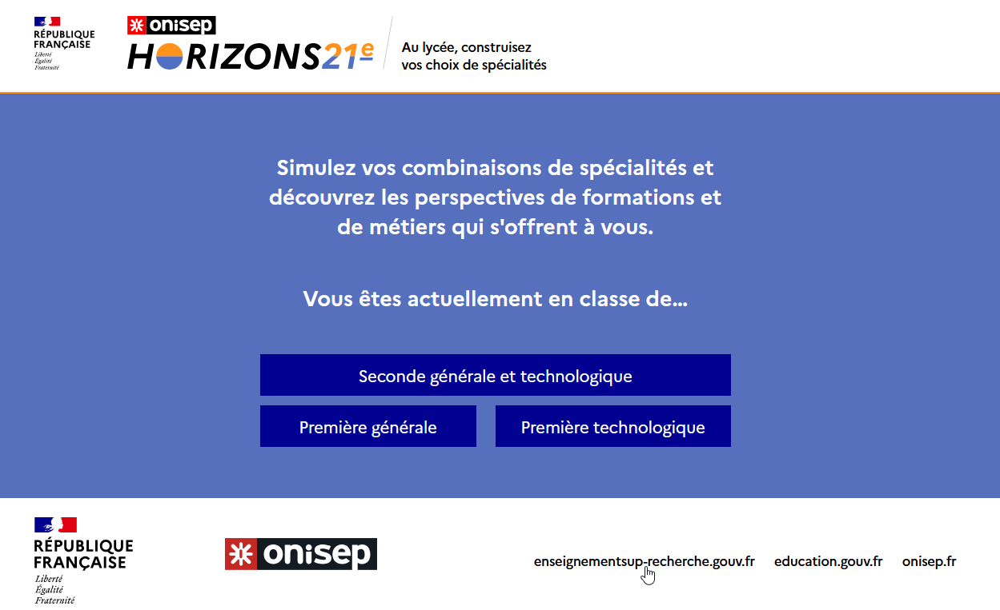 RÉPUBLIQUE
FRANÇAISE
Liberté
Égalité
Fraternité
onisep
HORIZONS21e
Au lycée, construisez
vos choix de spécialités
Simulez vos combinaisons de spécialités et
découvrez les perspectives de formations et
de métiers qui s'offrent à vous.
Vous êtes actuellement en classe de...
Seconde générale et technologique
Première générale
Première technologique
RÉPUBLIQUE
FRANÇAISE
Liberté
Égalité
Fraternité
onisep
enseignementsup-recherche.gouv.fr
education.gouv.fr
onisep.fr